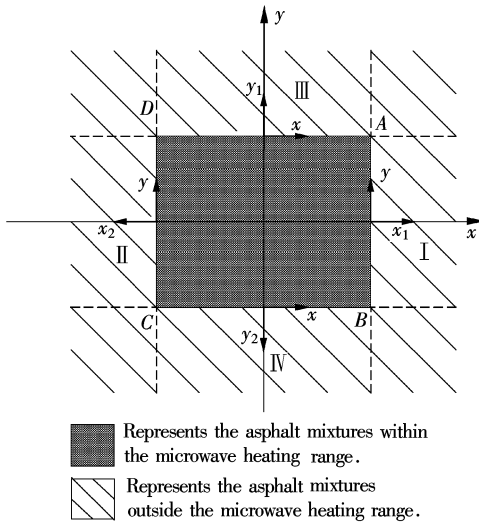 y
y₁
Ⅲ
D
x
A
y
y
x₂
x₁
x
Ⅱ
Ⅰ
C
x
B
y₂
Ⅳ
Represents the asphalt mixtures within
the microwave heating range.
Represents the asphalt mixtures
outside the microwave heating range.